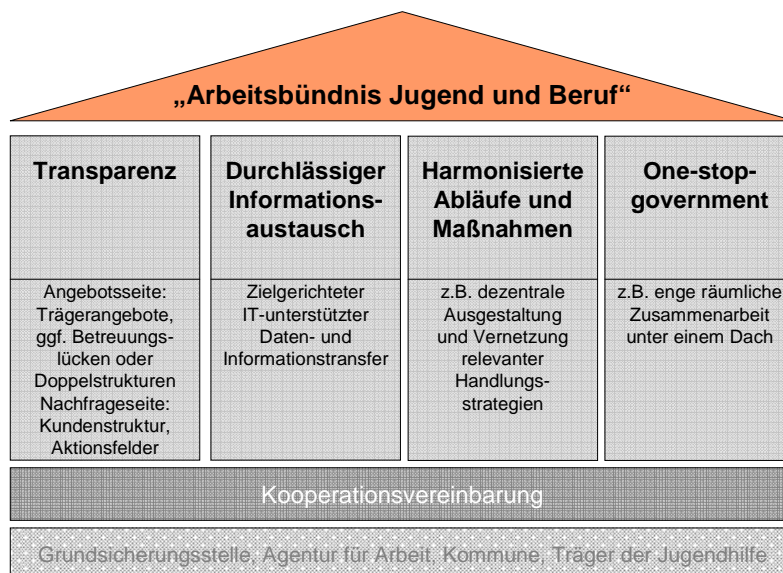 „Arbeitsbündnis Jugend und Beruf“
Transparenz
Angebotsseite:
Trägerangebote,
ggf. Betreuungs-
lücken oder
Doppelstrukturen
Nachfrageseite:
Kundenstruktur,
Aktionsfelder
Durchlässiger
Informations-
austausch
Zielgerichteter
IT-unterstützter
Daten- und
Informationstransfer
Harmonisierte
Abläufe und
Maßnahmen
z.B. dezentrale
Ausgestaltung
und Vernetzung
relevanter
Handlungs-
strategien
One-stop-
government
z.B. enge räumliche
Zusammenarbeit
unter einem Dach
Kooperationsvereinbarung
Grundsicherungsstelle, Agentur für Arbeit, Kommune, Träger der Jugendhilfe